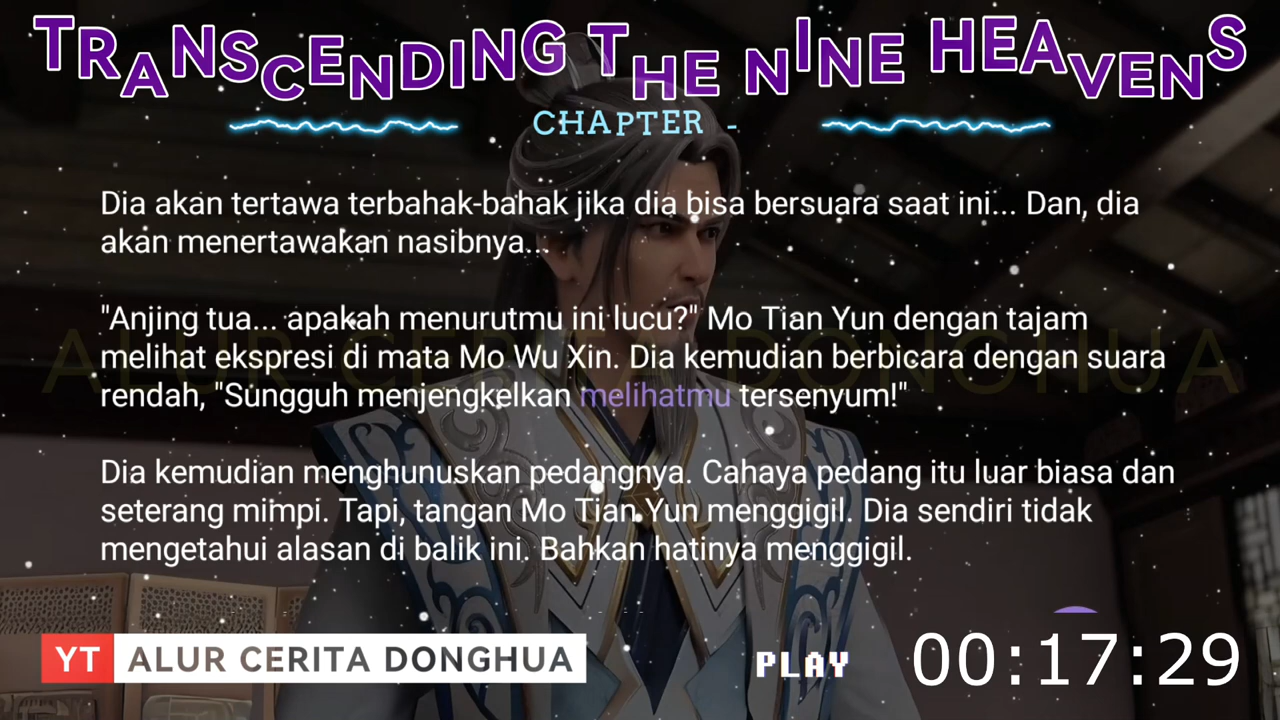 TRANSCENDING THE NINE HEAVENS
CHAPTER -
Dia akan tertawa terbahak-bahak jika dia bisa bersuara saat ini... Dan, dia
akan menertawakan nasibnya...
"Anjing tua... apakah menurutmu ini lucu?" Mo Tian Yun dengan tajam
melihat ekspresi di mata Mo Wu Xin. Dia kemudian berbicara dengan suara
rendah, "Sungguh menjengkelkan melihatmu tersenyum!"
Dia kemudian menghunuskan pedangnya. Cahaya pedang itu luar biasa dan
seterang mimpi. Tapi, tangan Mo Tian Yun menggigil. Dia sendiri tidak
mengetahui alasan di balik ini. Bahkan hatinya menggigil.
ALUR CERITA DONGHUA
YT ALUR CERITA DONGHUA
PLAY 00:17:29